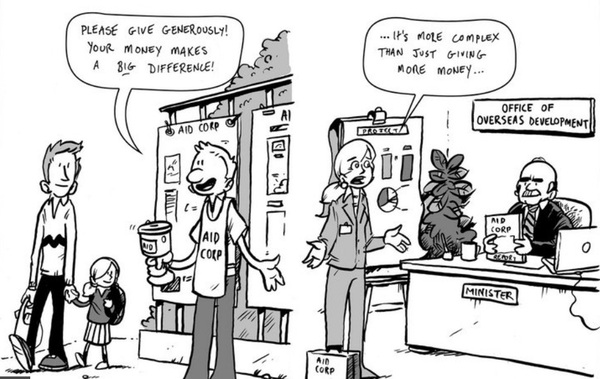 PLEASE GIVE GENEROUSLY!
YOUR MONEY MAKES
A BIG DIFFERENCE!
AID CORP
AI
AID
AID
CORP
...IT'S MORE COMPLEX
THAN JUST GIVING
MORE MONEY...
PROJECT
OFFICE OF
OVERSEAS DEVELOPMENT
AID
CORP
REPORT
MINISTER
AID
CORP